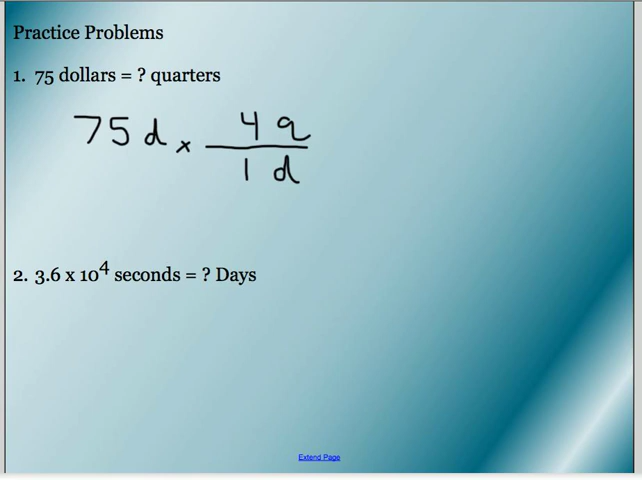 Practice Problems
1. 75 dollars = ? quarters
75 d x 4 q
1 d
2. 3.6 x 10⁴ seconds = ? Days
Extend Page